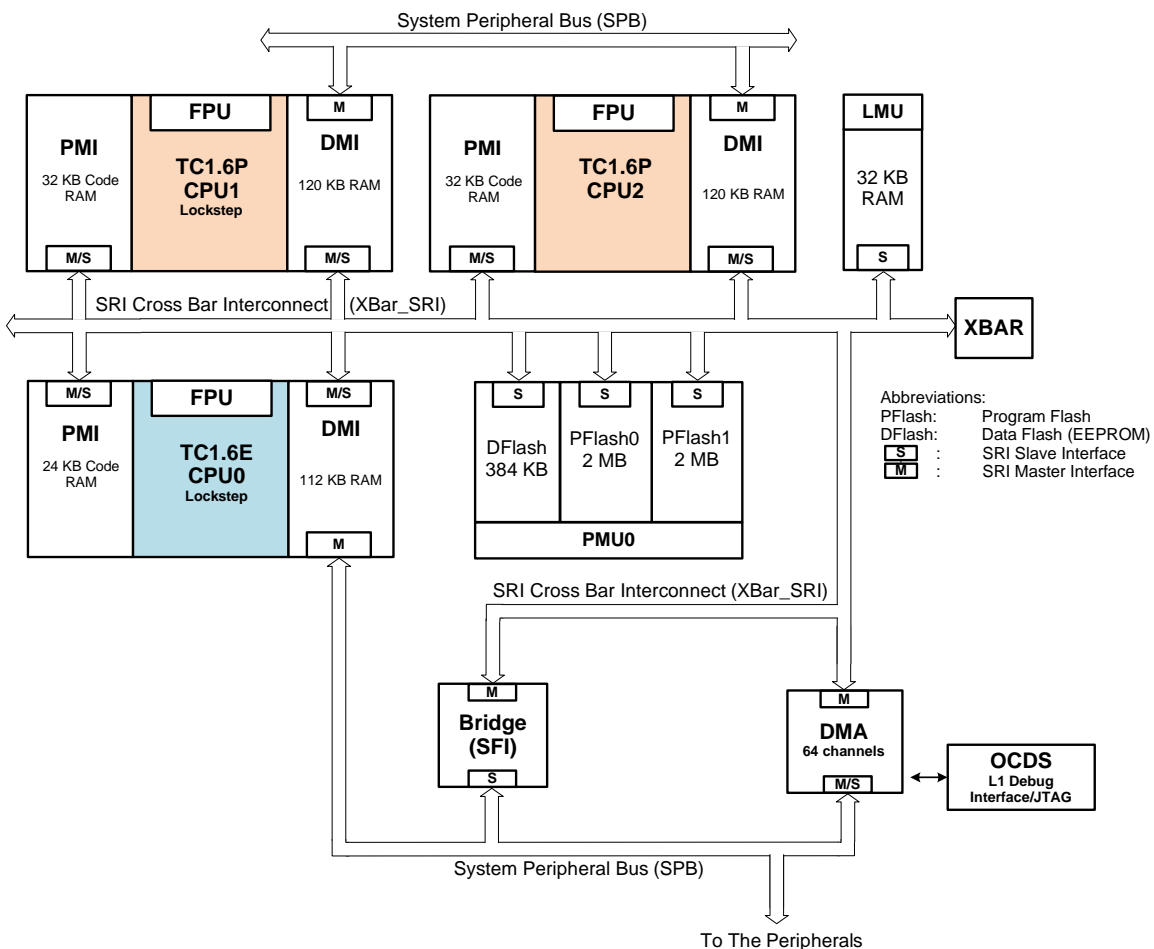 System Peripheral Bus (SPB)
FPU
M
PMI
32 KB Code
RAM
TC1.6P
CPU1
Lockstep
DMI
120 KB RAM
M/S
M/S
FPU
M
PMI
32 KB Code
RAM
TC1.6P
CPU2
DMI
120 KB RAM
M/S
M/S
LMU
32 KB
RAM
S
SRI Cross Bar Interconnect (XBar_SRI)
XBAR
M/S
FPU
M/S
PMI
24 KB Code
RAM
TC1.6E
CPU0
Lockstep
DMI
112 KB RAM
M
S
S
S
DFlash
384 KB
PFlash0
2 MB
PFlash1
2 MB
PMU0
Abbreviations:
PFlash: Program Flash
DFlash: Data Flash (EEPROM)
S : SRI Slave Interface
M : SRI Master Interface
SRI Cross Bar Interconnect (XBar_SRI)
M
Bridge
(SFI)
S
M
DMA
64 channels
M/S
OCDS
L1 Debug
Interface/JTAG
System Peripheral Bus (SPB)
To The Peripherals